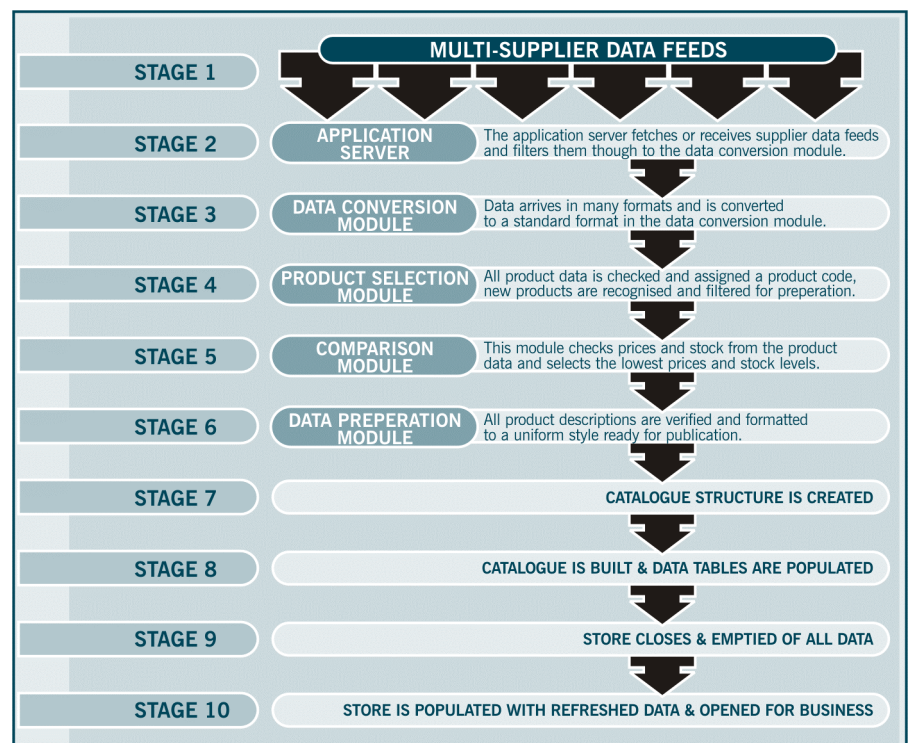 MULTI-SUPPLIER DATA FEEDS
STAGE 1
STAGE 2
APPLICATION
SERVER
The application server fetches or receives supplier data feeds
and filters them though to the data conversion module.
STAGE 3
DATA CONVERSION
MODULE
Data arrives in many formats and is converted
to a standard format in the data conversion module.
STAGE 4
PRODUCT SELECTION
MODULE
All product data is checked and assigned a product code,
new products are recognised and filtered for preperation.
STAGE 5
COMPARISON
MODULE
This module checks prices and stock from the product
data and selects the lowest prices and stock levels.
STAGE 6
DATA PREPERATION
MODULE
All product descriptions are verified and formatted
to a uniform style ready for publication.
STAGE 7
CATALOGUE STRUCTURE IS CREATED
STAGE 8
CATALOGUE IS BUILT & DATA TABLES ARE POPULATED
STAGE 9
STORE CLOSES & EMPTIED OF ALL DATA
STAGE 10
STORE IS POPULATED WITH REFRESHED DATA & OPENED FOR BUSINESS